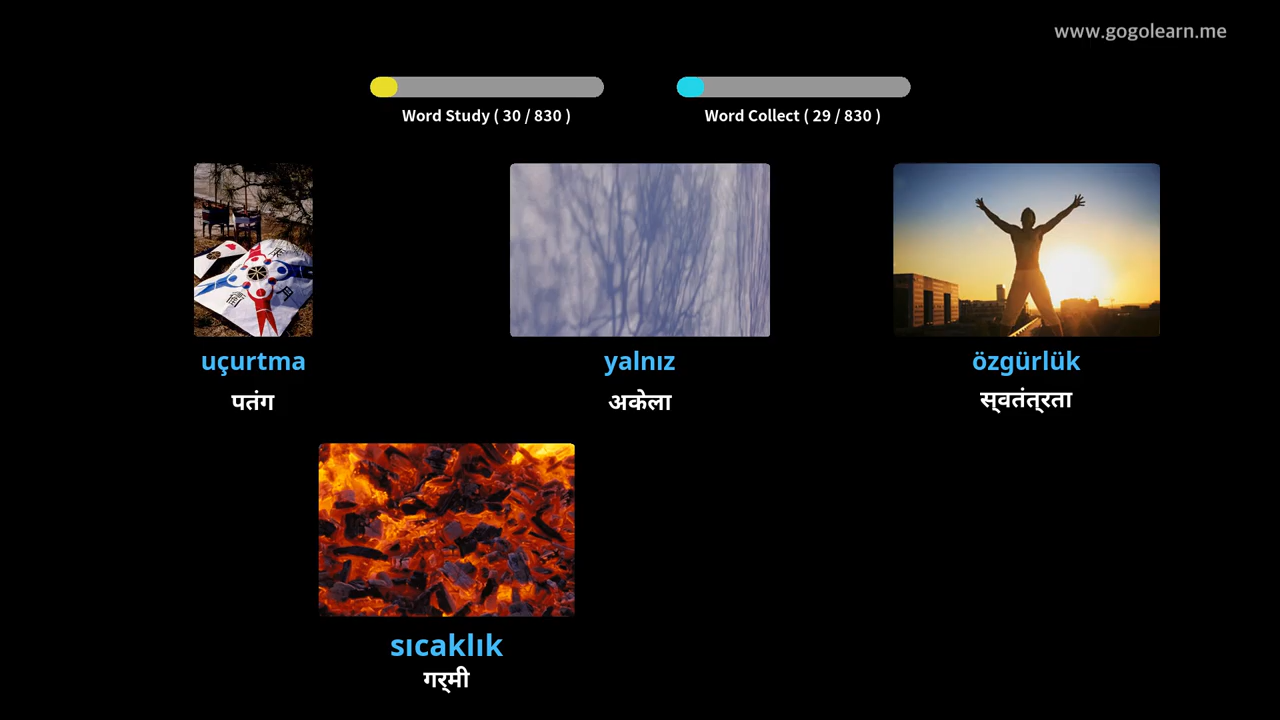 www.gogolearn.me
Word Study ( 30 / 830 )
Word Collect ( 29 / 830 )
uçurtma
पतंग
yalnız
अकेला
özgürlük
स्वतंत्रता
sıcaklık
गर्मी